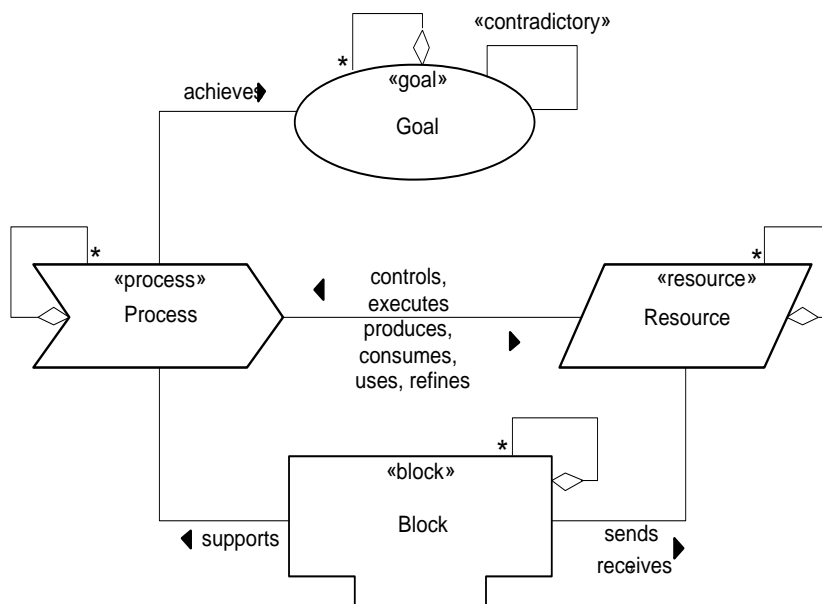 «contradictory»
*
«goal»
Goal
achieves
*
«process»
Process
controls,
executes
produces,
consumes,
uses, refines
*
«resource»
Resource
*
«block»
Block
supports
sends
receives